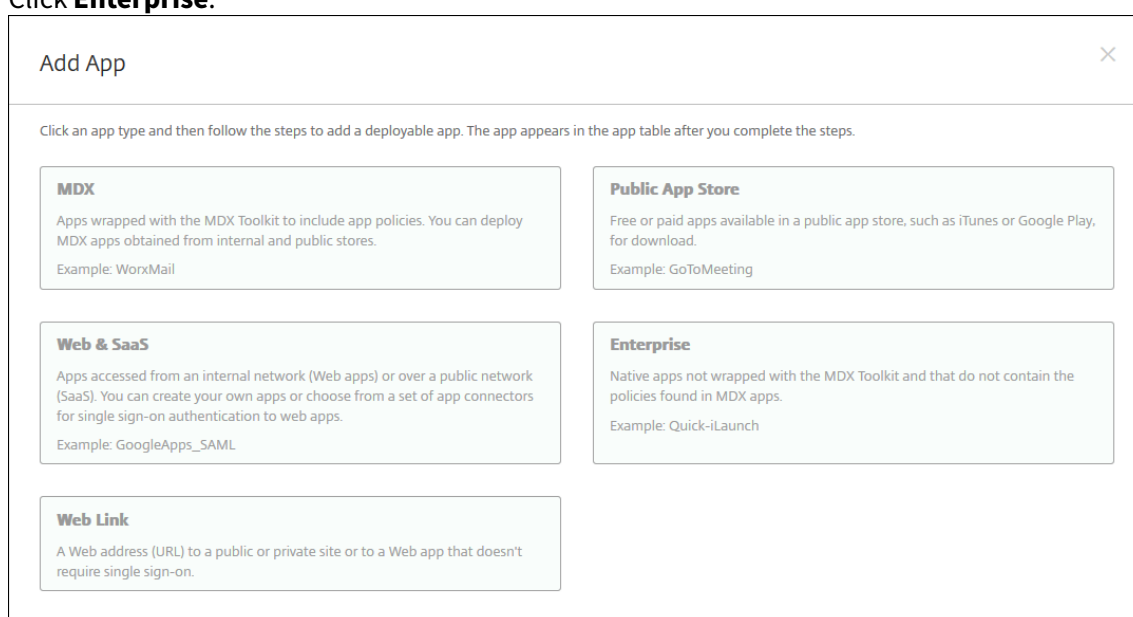 Click Enterprise.
Add App
Click an app type and then follow the steps to add a deployable app. The app appears in the app table after you complete the steps.
MDX
Apps wrapped with the MDX Toolkit to include app policies. You can deploy
MDX apps obtained from internal and public stores.
Example: WorxMail
Public App Store
Free or paid apps available in a public app store, such as iTunes or Google Play,
for download.
Example: GoToMeeting
Web & SaaS
Apps accessed from an internal network (Web apps) or over a public network
(SaaS). You can create your own apps or choose from a set of app connectors
for single sign-on authentication to web apps.
Example: GoogleApps_SAML
Enterprise
Native apps not wrapped with the MDX Toolkit and that do not contain the
policies found in MDX apps.
Example: Quick-iLaunch
Web Link
A Web address (URL) to a public or private site or to a Web app that doesn't
require single sign-on.